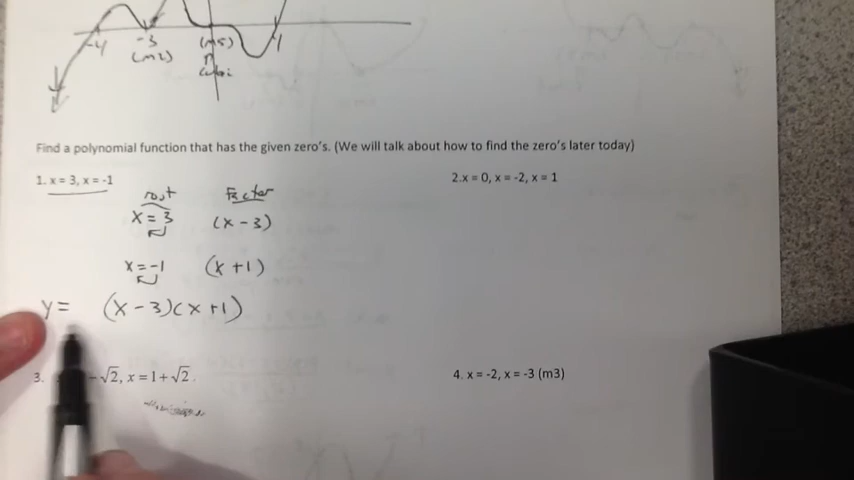 -4 -3 (m5) 1
(m2)
Find a polynomial function that has the given zero's. (We will talk about how to find the zero's later today)
1. x = 3, x = -1
root Factor
x = 3 (x - 3)
x = -1 (x + 1)
y = (x - 3)(x + 1)
2.x = 0, x = -2, x = 1
3. - √2, x = 1 + √2.
4. x = -2, x = -3 (m3)